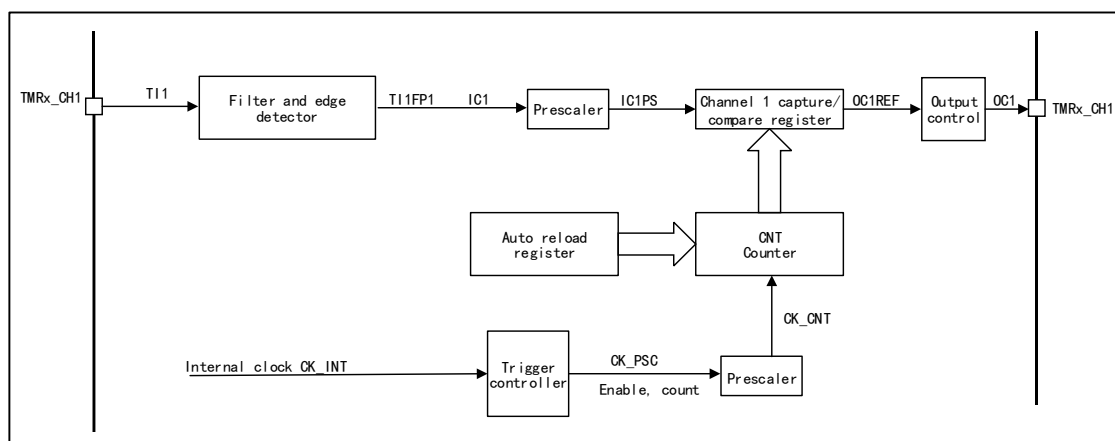 TMRx_CH1
TI1
Filter and edge
detector
TI1FP1
IC1
Prescaler
IC1PS
Channel 1 capture/
compare register
OC1REF
Output
control
OC1
TMRx_CH1
Auto reload
register
CNT
Counter
CK_CNT
Internal clock CK_INT
Trigger
controller
CK_PSC
Enable, count
Prescaler